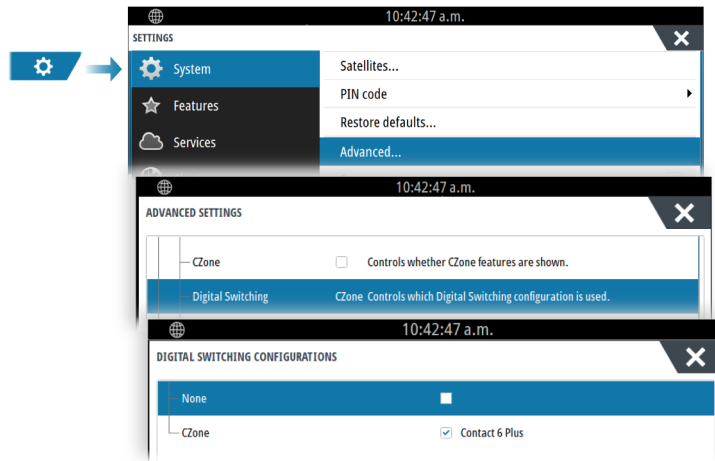 10:42:47 a.m.
SETTINGS
System
Satellites...
PIN code
Features
Restore defaults...
Services
Advanced...
10:42:47 a.m.
ADVANCED SETTINGS
CZone Controls whether CZone features are shown.
Digital Switching CZone Controls which Digital Switching configuration is used.
10:42:47 a.m.
DIGITAL SWITCHING CONFIGURATIONS
None
CZone Contact 6 Plus